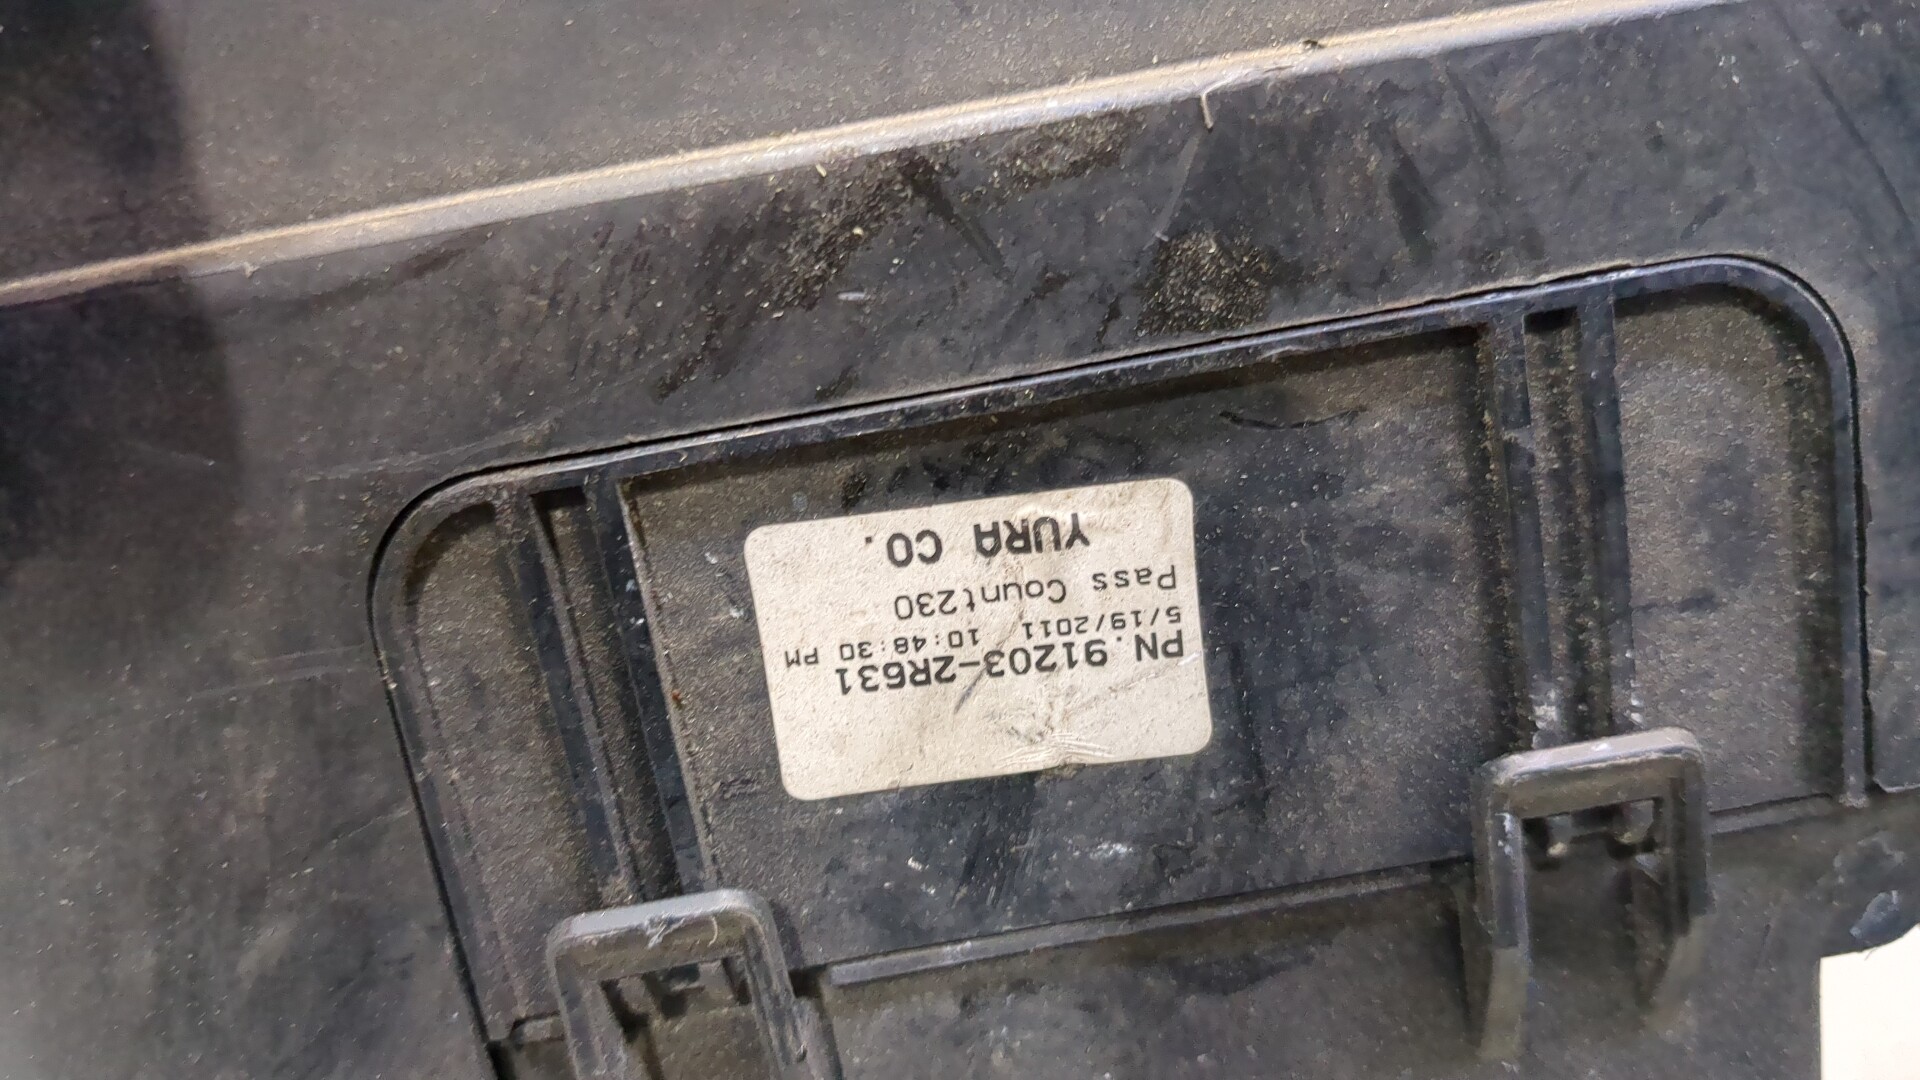 PN.91203-2R631
5/19/2011 10:48:30 PM
Pass Count230
YURA CO.